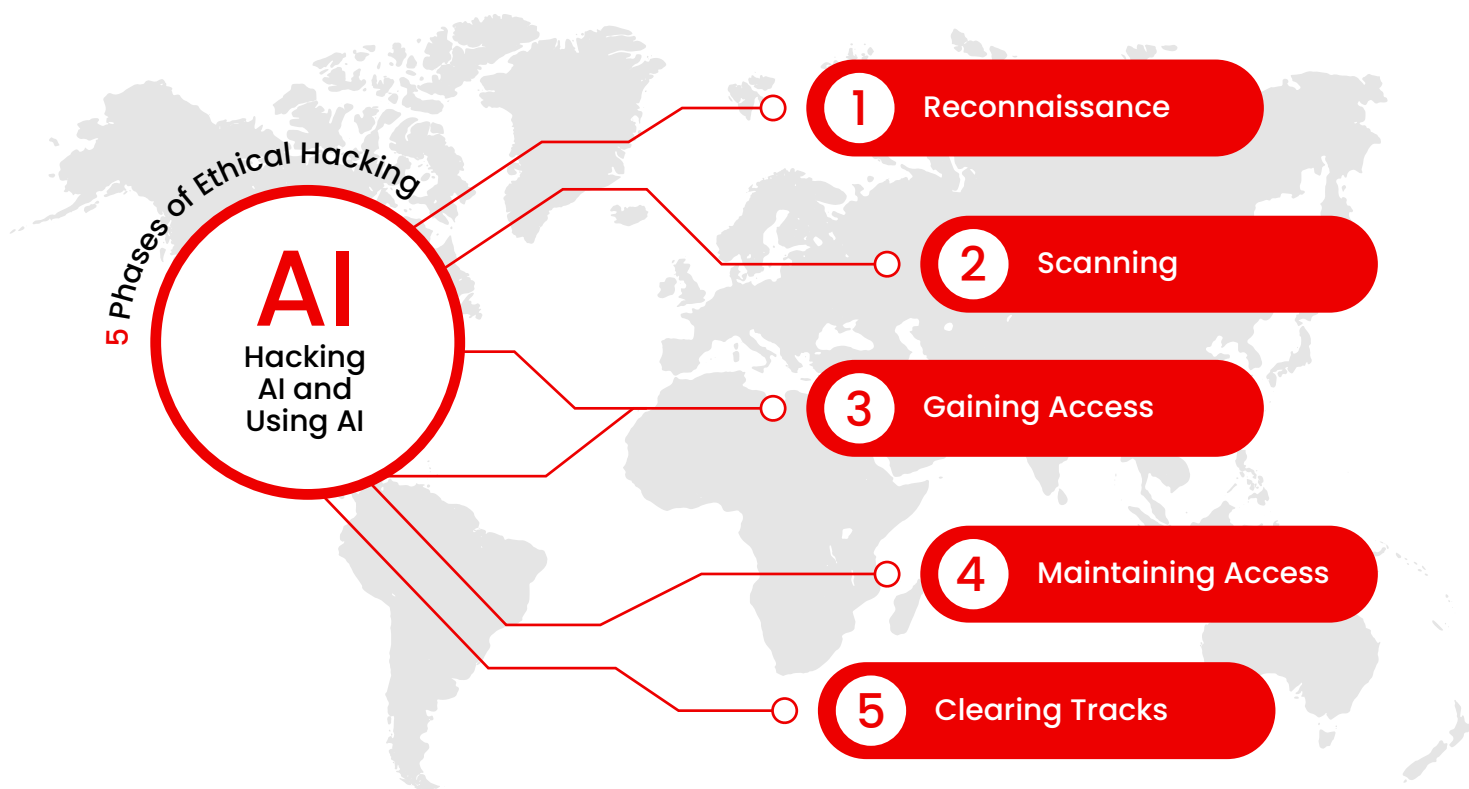 5 Phases of Ethical Hacking
AI
Hacking
AI and
Using AI
1 Reconnaissance
2 Scanning
3 Gaining Access
4 Maintaining Access
5 Clearing Tracks